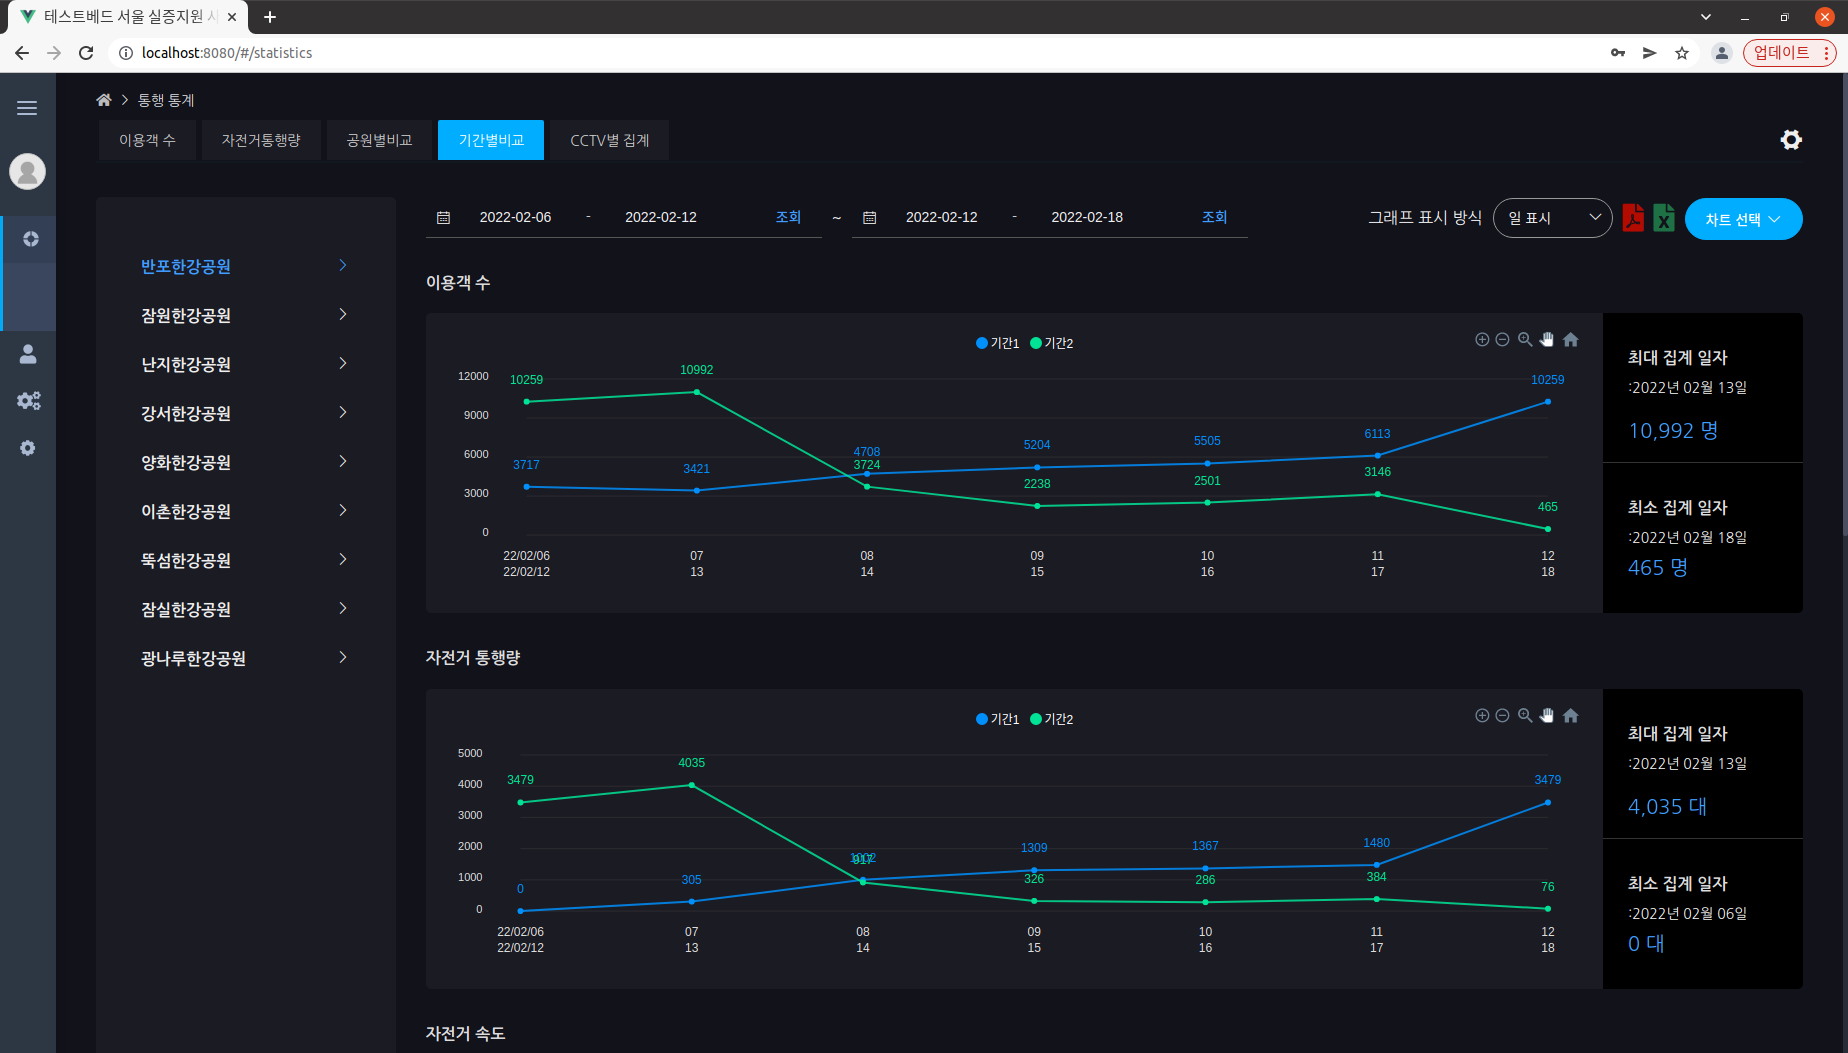 테스트베드 서울 실증지원 시
localhost:8080/#/statistics
업데이트
통행 통계
이용객 수
자전거통행량
공원별비교
기간별비교
CCTV별 집계
반포한강공원
잠원한강공원
난지한강공원
강서한강공원
양화한강공원
이촌한강공원
뚝섬한강공원
잠실한강공원
광나루한강공원
2022-02-06 - 2022-02-12 조회 ~ 2022-02-12 - 2022-02-18 조회
그래프 표시 방식 일 표시 차트 선택
이용객 수
기간1 기간2
12000
9000
6000
3000
0
10259 10992 10259
3717 3421 4708 5204 5505 6113
3724 2238 2501 3146 465
22/02/06 07 08 09 10 11 12
22/02/12 13 14 15 16 17 18
최대 집계 일자
:2022년 02월 13일
10,992 명
최소 집계 일자
:2022년 02월 18일
465 명
자전거 통행량
기간1 기간2
5000
4000
3000
2000
1000
0
3479 4035 3479
0 305 1002 1309 1367 1480
917 326 286 384 76
22/02/06 07 08 09 10 11 12
22/02/12 13 14 15 16 17 18
최대 집계 일자
:2022년 02월 13일
4,035 대
최소 집계 일자
:2022년 02월 06일
0 대
자전거 속도